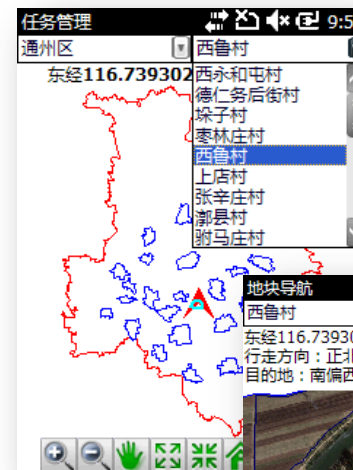 任务管理 9:5
通州区 西鲁村
东经116.739302
西永和屯村
德仁务后街村
垛子村
枣林庄村
西鲁村
上店村
张辛庄村
漷县村
驸马庄村
地块导航
西鲁村
东经116.73930
行走方向：正北
目的地：南偏西